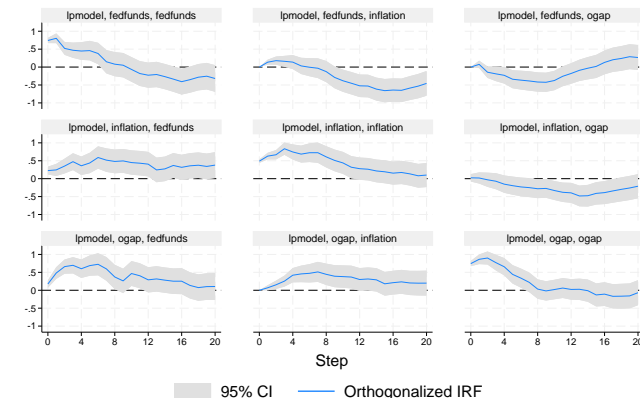 lpmodel, fedfunds, fedfunds
lpmodel, fedfunds, inflation
lpmodel, fedfunds, ogap
1
.5
0
-.5
-1
lpmodel, inflation, fedfunds
lpmodel, inflation, inflation
lpmodel, inflation, ogap
1
.5
0
-.5
-1
lpmodel, ogap, fedfunds
lpmodel, ogap, inflation
lpmodel, ogap, ogap
1
.5
0
-.5
-1
0 4 8 12 16 20
0 4 8 12 16 20
0 4 8 12 16 20
Step
95% CI
Orthogonalized IRF